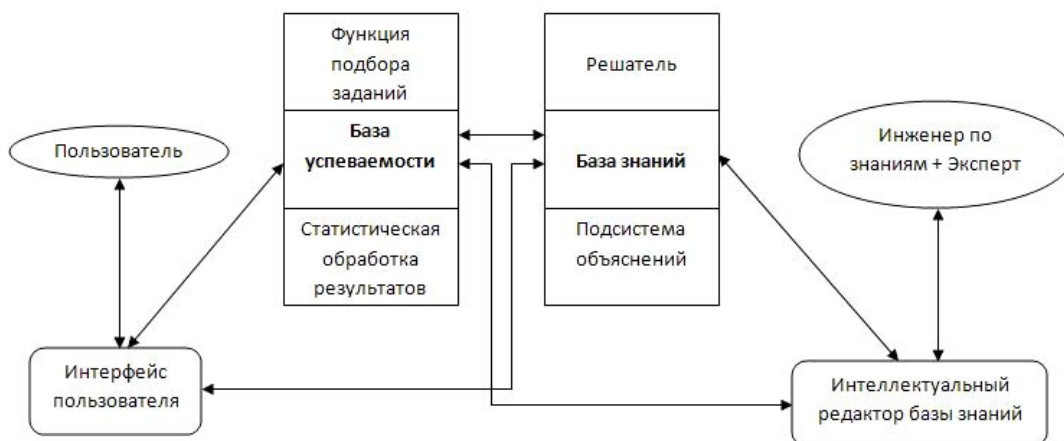 Функция
подбора
заданий
Решатель
Пользователь
База
успеваемости
База знаний
Инженер по
знаниям + Эксперт
Статистическая
обработка
результатов
Подсистема
объяснений
Интерфейс
пользователя
Интеллектуальный
редактор базы знаний